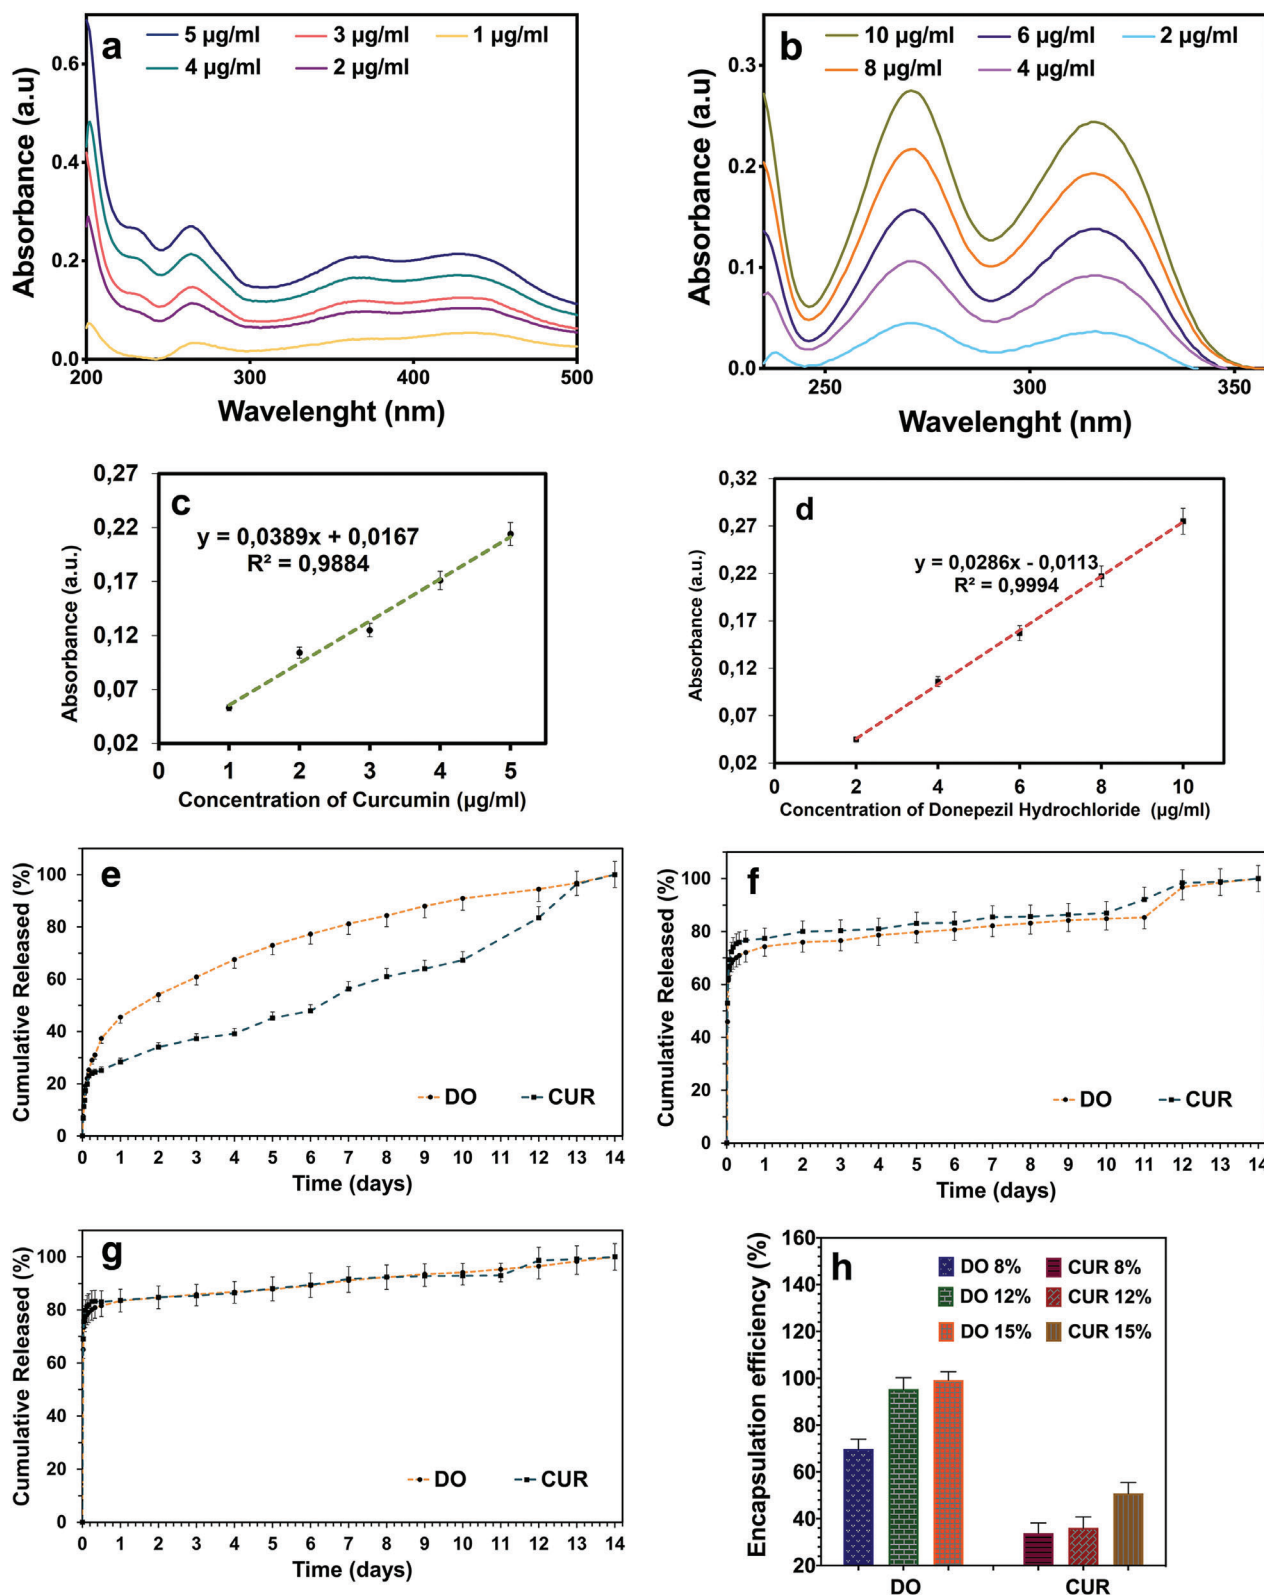 a
5 µg/ml 3 µg/ml 1 µg/ml
4 µg/ml 2 µg/ml
Absorbance (a.u)
0.6
0.4
0.2
0.0
200 300 400 500
Wavelenght (nm)
b
10 µg/ml 6 µg/ml 2 µg/ml
8 µg/ml 4 µg/ml
Absorbance (a.u)
0.3
0.2
0.1
0.0
250 300 350
Wavelenght (nm)
c
y = 0,0389x + 0,0167
R² = 0,9884
Absorbance (a.u.)
0,27
0,22
0,17
0,12
0,07
0,02
0 1 2 3 4 5
Concentration of Curcumin (µg/ml)
d
y = 0,0286x - 0,0113
R² = 0,9994
Absorbance (a.u.)
0,32
0,27
0,22
0,17
0,12
0,07
0,02
0 2 4 6 8 10
Concentration of Donepezil Hydrochloride (µg/ml)
e
Cumulative Released (%)
100
80
60
40
20
0
DO CUR
0 1 2 3 4 5 6 7 8 9 10 11 12 13 14
Time (days)
f
Cumulative Released (%)
100
80
60
40
20
0
DO CUR
0 1 2 3 4 5 6 7 8 9 10 11 12 13 14
Time (days)
g
Cumulative Released (%)
100
80
60
40
20
0
DO CUR
0 1 2 3 4 5 6 7 8 9 10 11 12 13 14
Time (days)
h
DO 8% CUR 8%
DO 12% CUR 12%
DO 15% CUR 15%
Encapsulation efficiency (%)
160
140
120
100
80
60
40
20
DO CUR